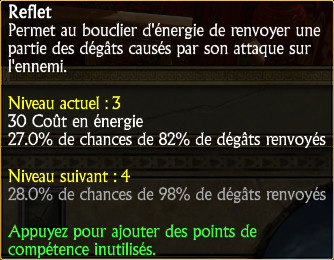 Reflet
Permet au bouclier d'énergie de renvoyer une
partie des dégâts causés par son attaque sur
l'ennemi.
Niveau actuel : 3
30 Coût en énergie
27.0% de chances de 82% de dégâts renvoyés
Niveau suivant : 4
28.0% de chances de 98% de dégâts renvoyés
Appuyez pour ajouter des points de
compétence inutilisés.